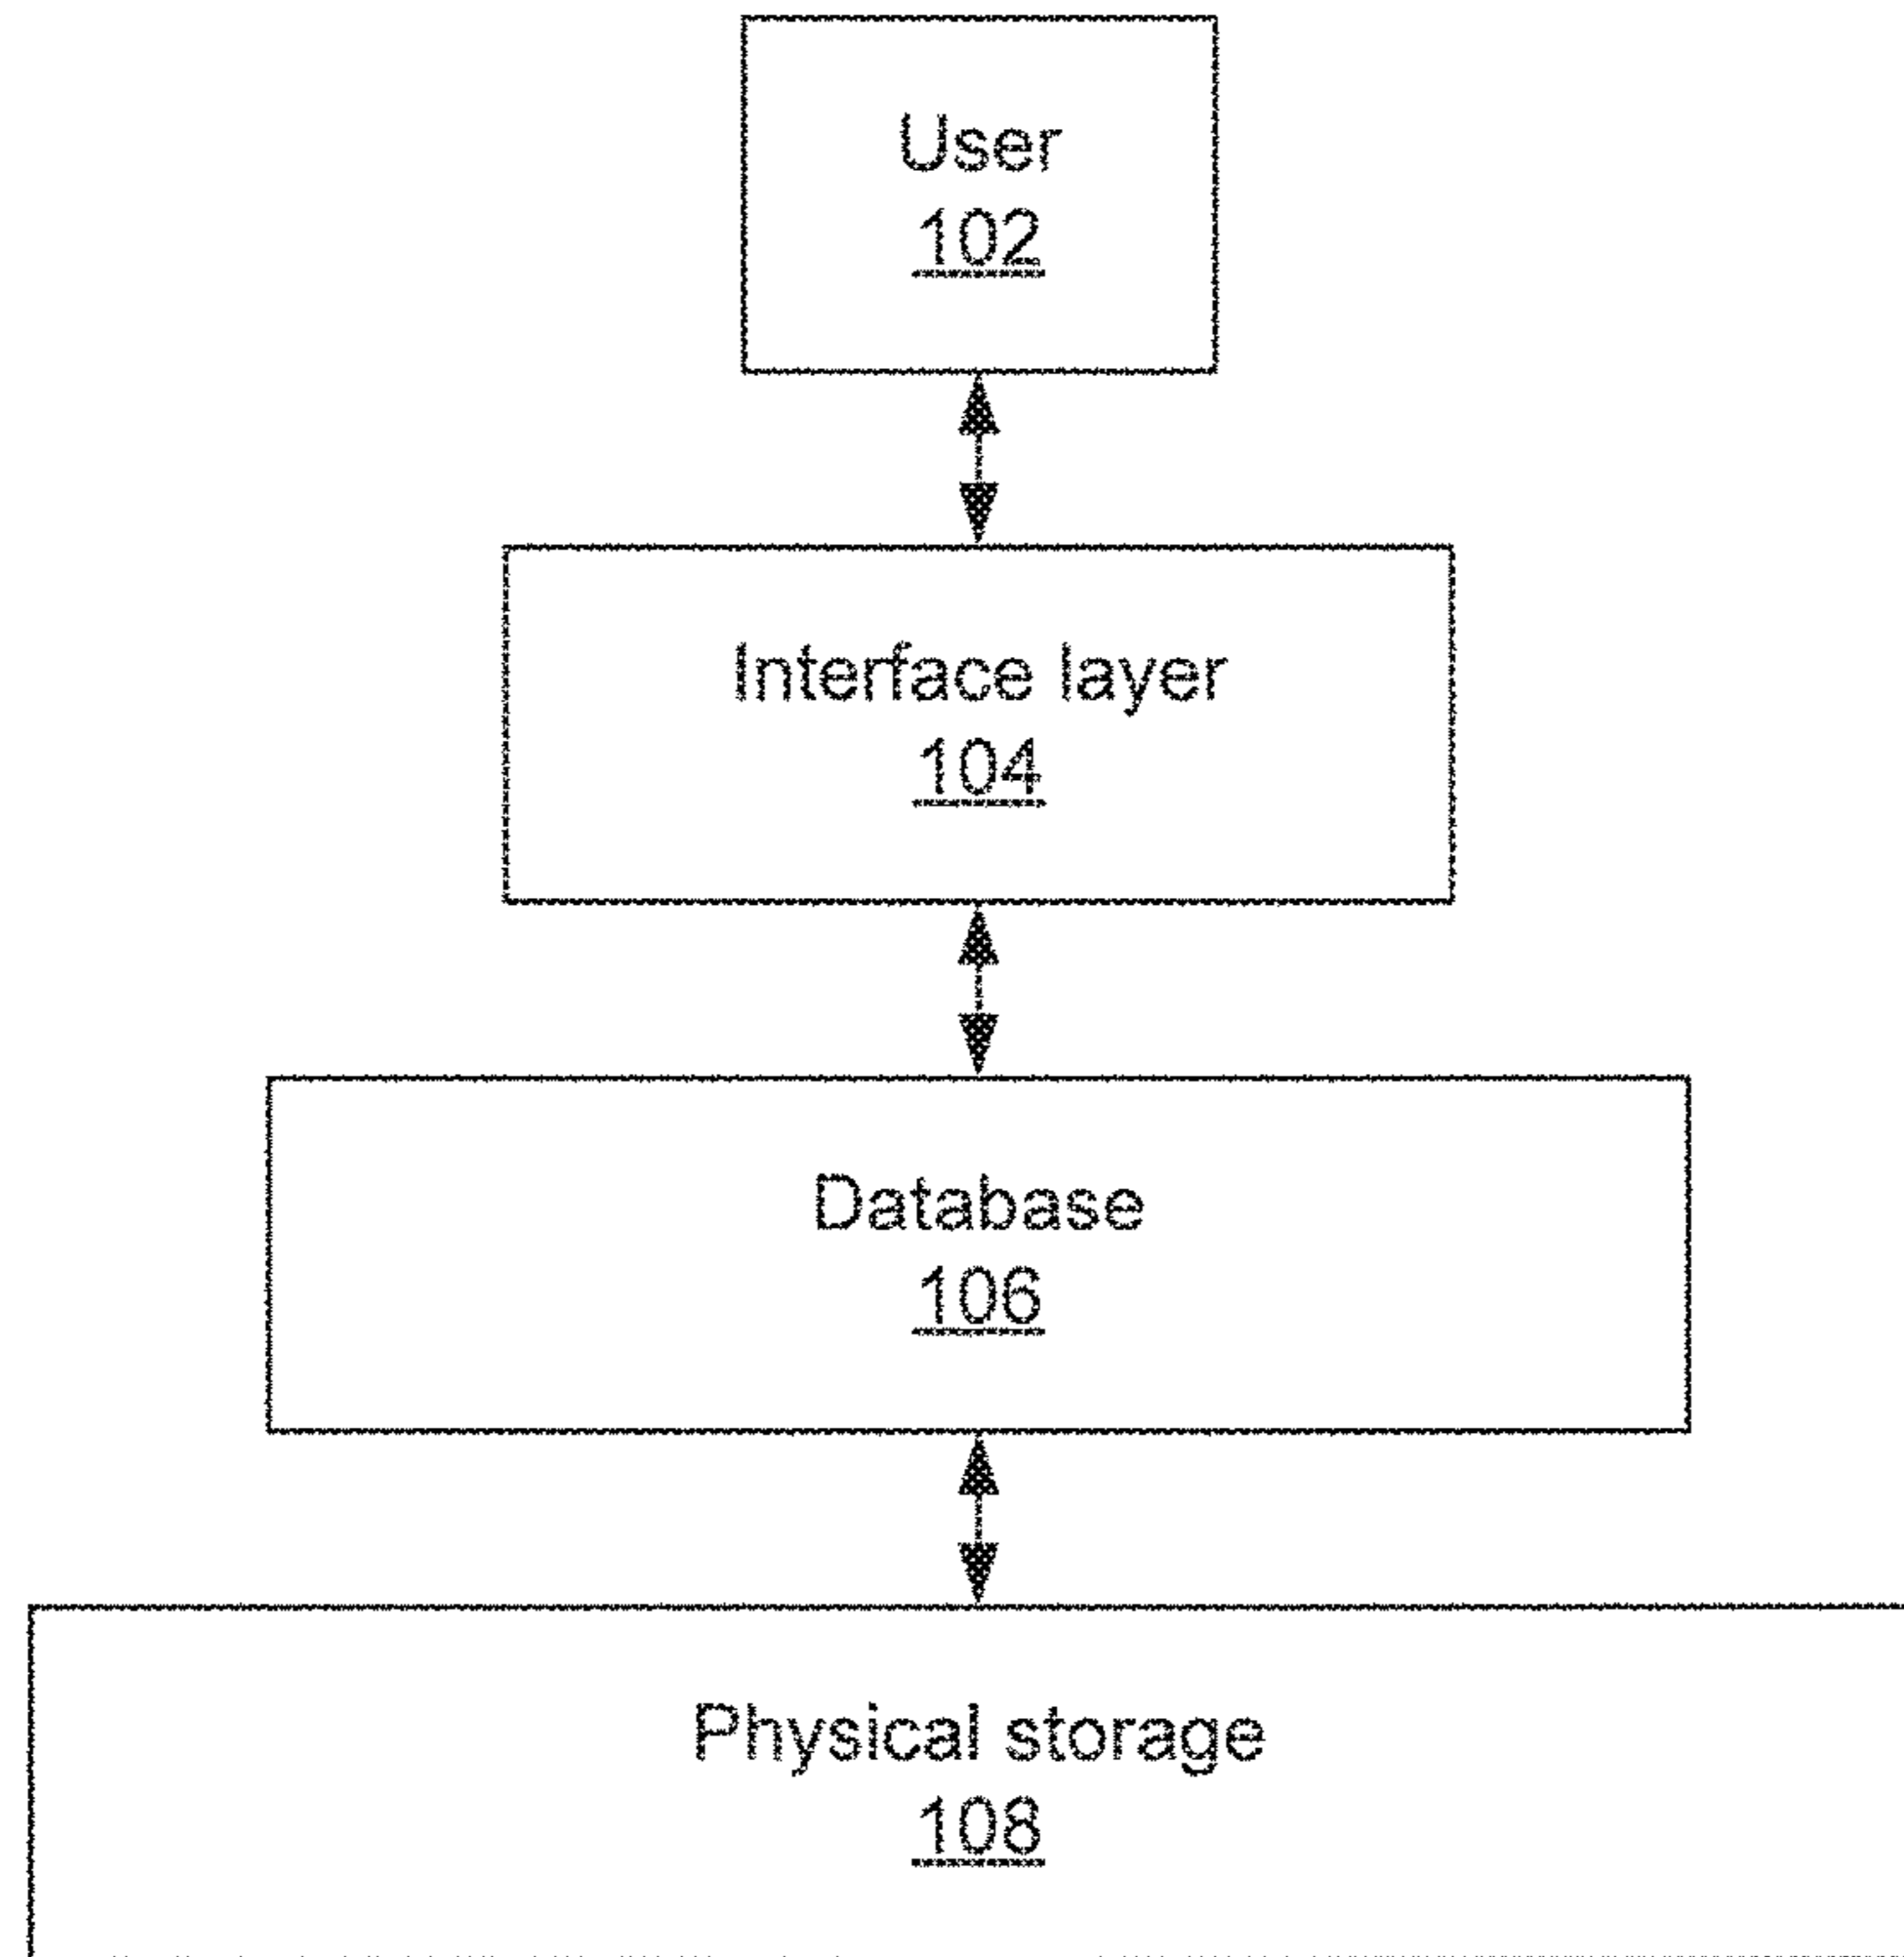 User
102
Interface layer
104
Database
106
Physical storage
108